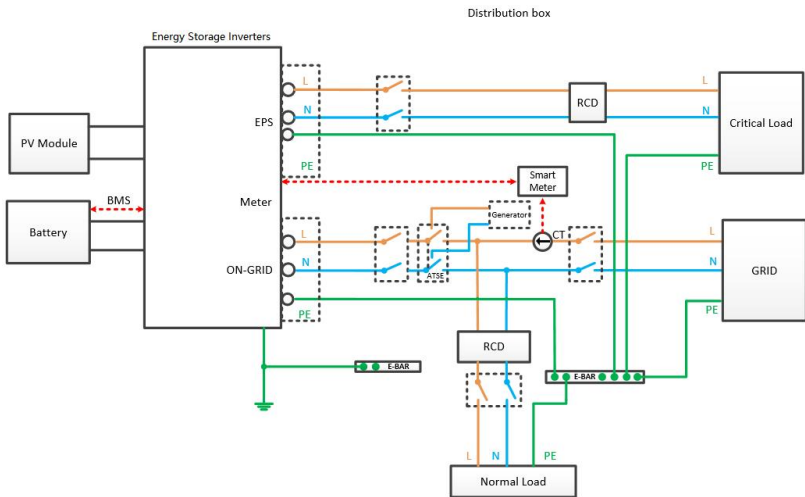 Distribution box
Energy Storage Inverters
L
L
RCD
N
N
EPS
Critical Load
PV Module
PE
PE
Smart
Meter
BMS
Meter
Generator
L
CT
L
Battery
N
ON-GRID
ATSE
N
GRID
PE
PE
RCD
E-BAR
E-BAR
L
N
PE
Normal Load